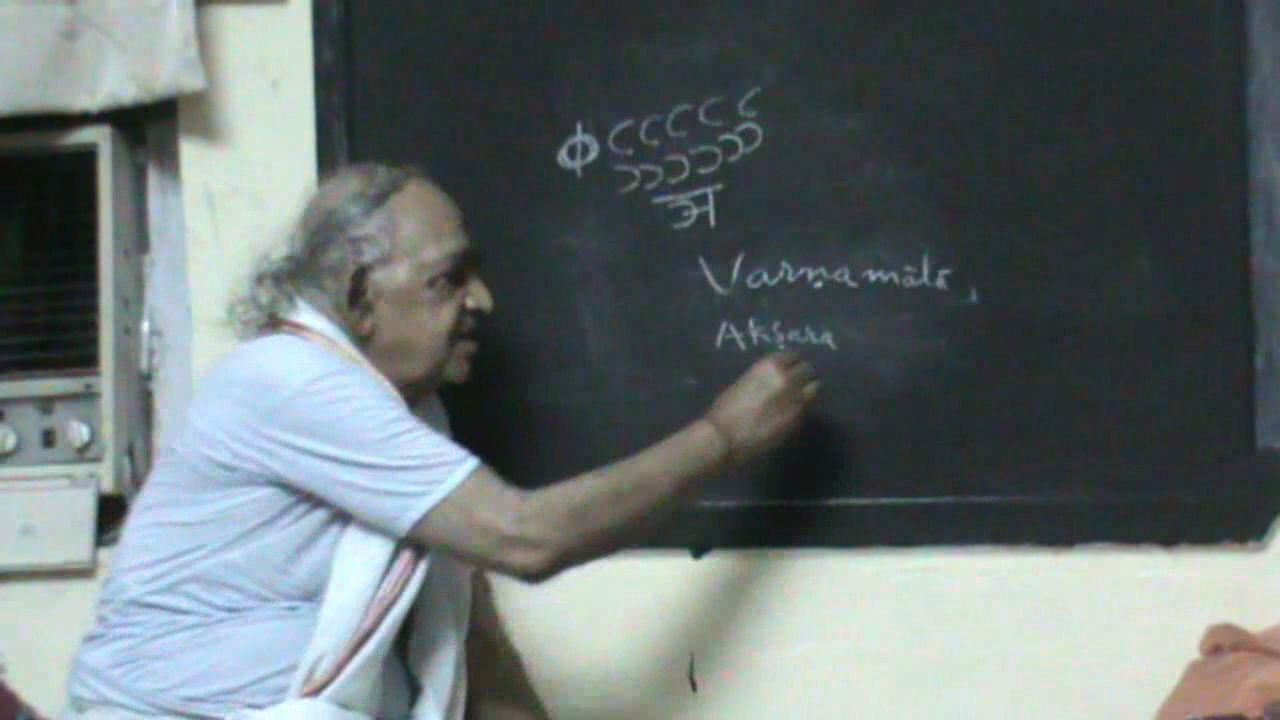 ϕ C C C C C
Ɔ Ɔ Ɔ Ɔ Ɔ Ɔ
अ
Varṇamālā,
Akṣara